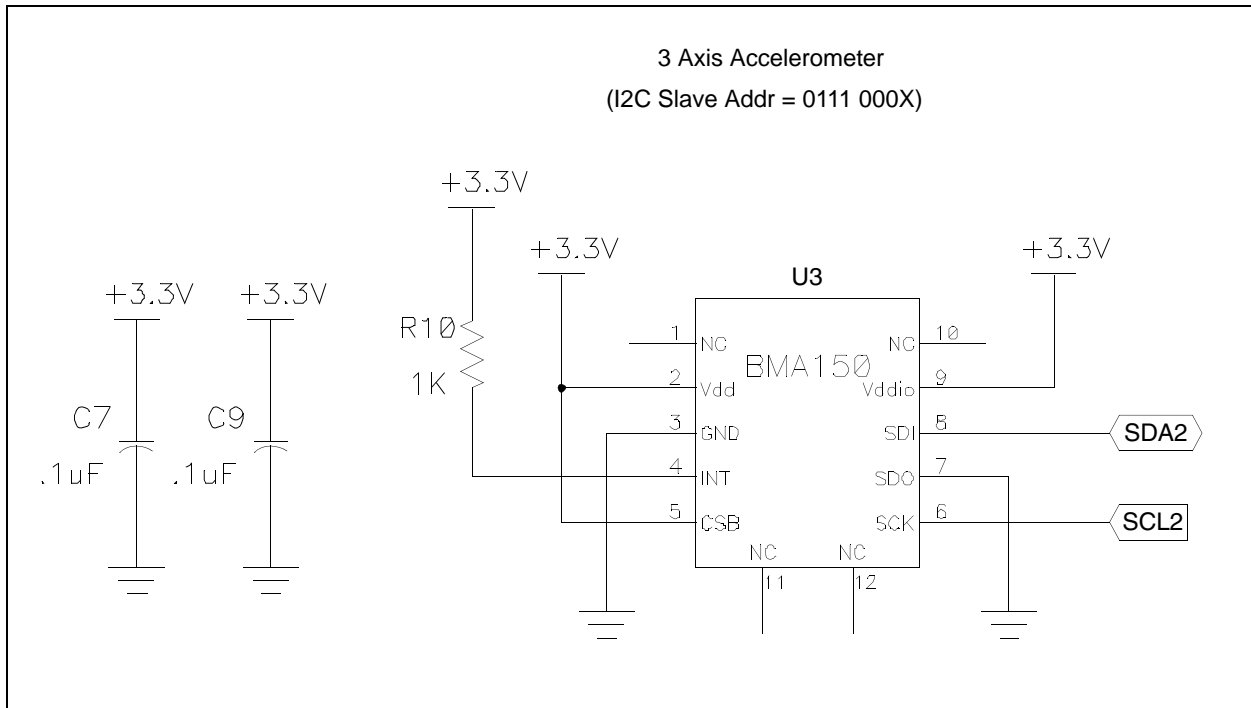 3 Axis Accelerometer
(I2C Slave Addr = 0111 000X)
+3.3V
+3.3V
+3.3V
U3
+3.3V
+3.3V
R10
1K
1
NC
NC
10
BMA150
2
Vdd
Vddio
9
C7
.1uF
C9
.1uF
3
GND
SDI
8
SDA2
4
INT
SDO
7
5
CSB
SCK
6
SCL2
NC
NC
11
12